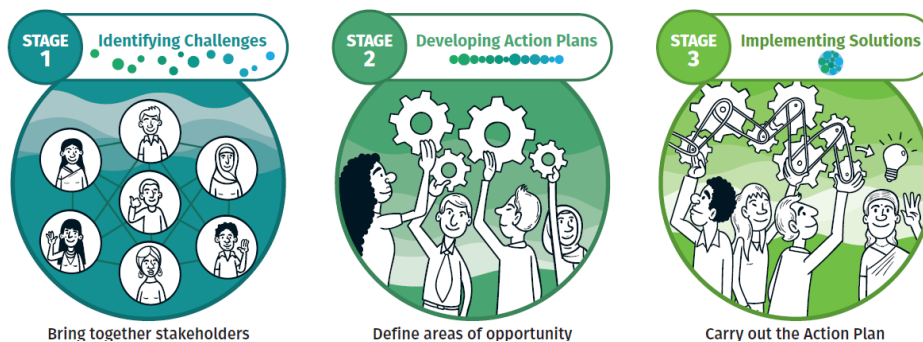 STAGE
1
Identifying Challenges
Bring together stakeholders
STAGE
2
Developing Action Plans
Define areas of opportunity
STAGE
3
Implementing Solutions
Carry out the Action Plan